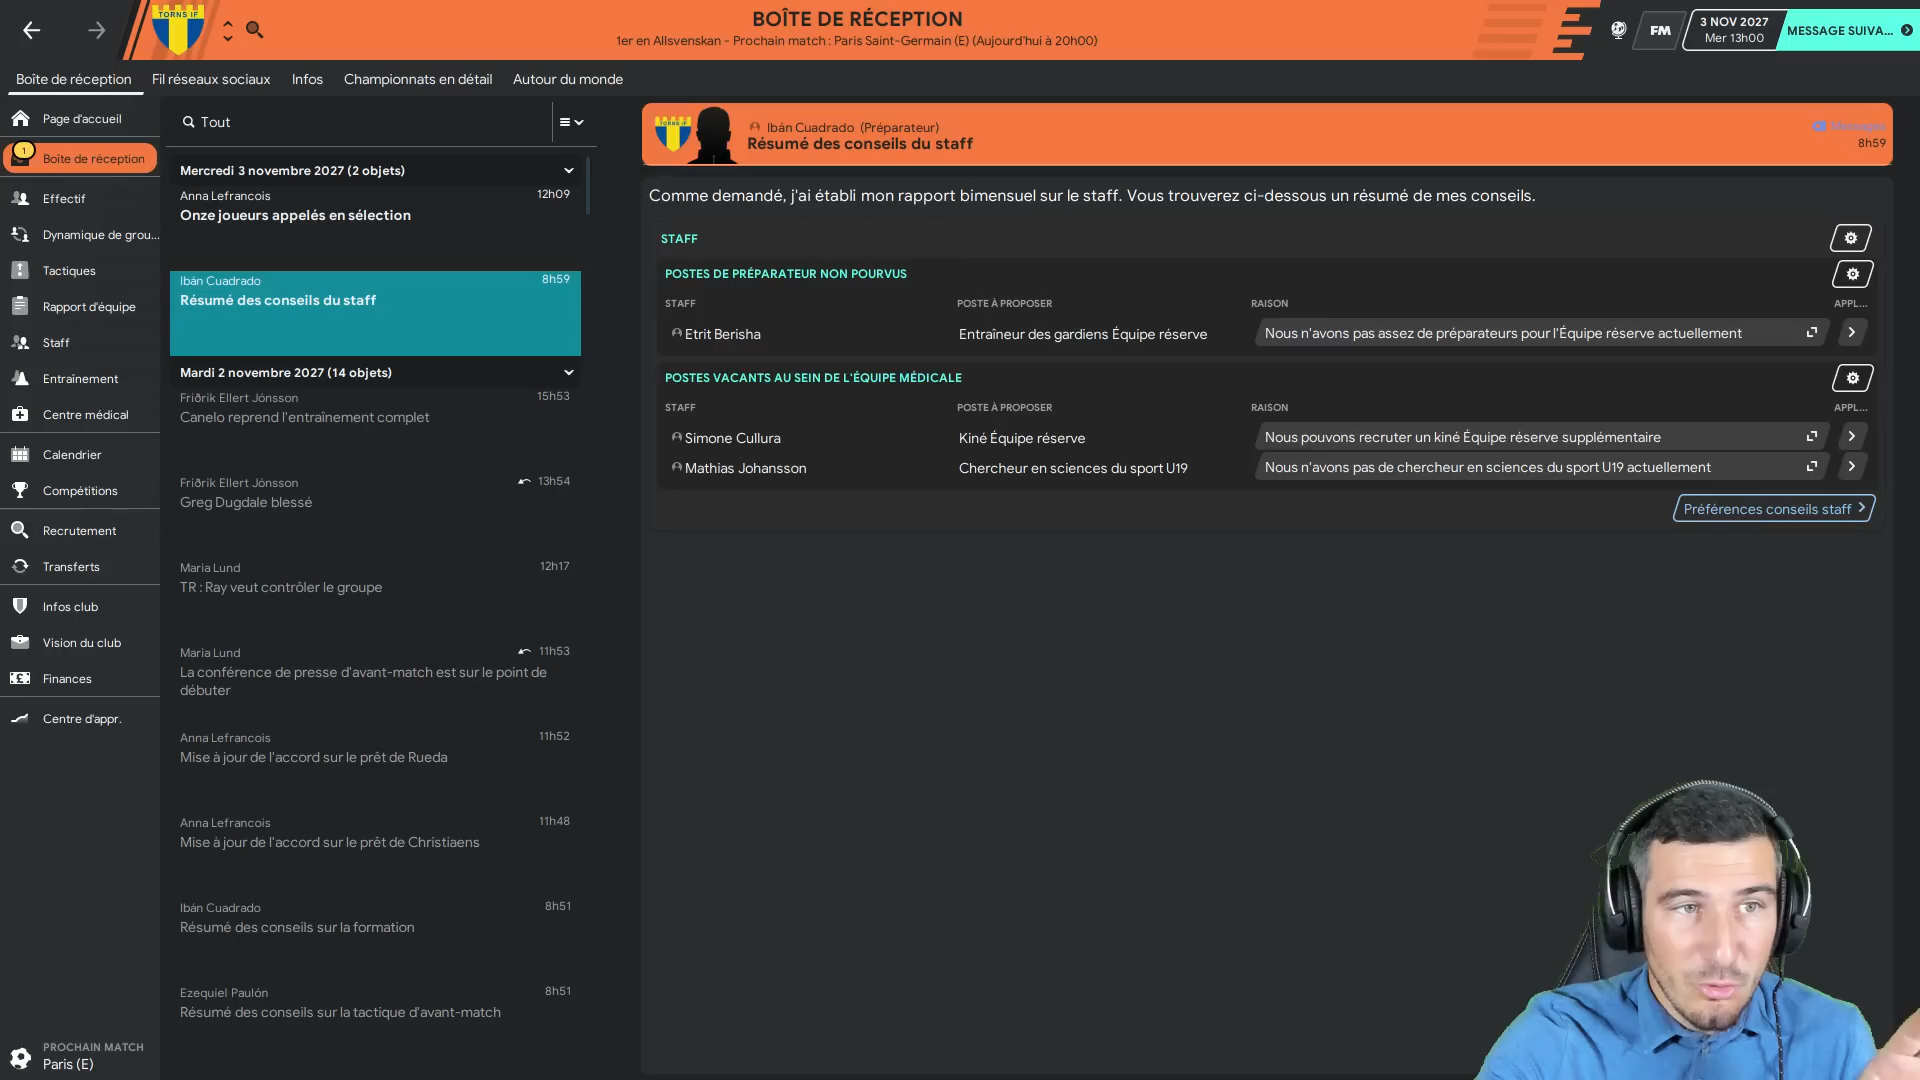 TORNS IF
BOÎTE DE RÉCEPTION
1er en Allsvenskan - Prochain match : Paris Saint-Germain (E) (Aujourd'hui à 20h00)
FM
3 NOV 2027
Mer 13h00
MESSAGE SUIVA...
Boîte de réception
Fil réseaux sociaux
Infos
Championnats en détail
Autour du monde
Page d'accueil
1
Boîte de réception
Effectif
Dynamique de grou...
Tactiques
Rapport d'équipe
Staff
Entraînement
Centre médical
Calendrier
Compétitions
Recrutement
Transferts
Infos club
Vision du club
Finances
Centre d'appr.
PROCHAIN MATCH
Paris (E)
Tout
Mercredi 3 novembre 2027 (2 objets)
Anna Lefrancois 12h09
Onze joueurs appelés en sélection
Ibán Cuadrado 8h59
Résumé des conseils du staff
Mardi 2 novembre 2027 (14 objets)
Friðrik Ellert Jónsson 15h53
Canelo reprend l'entraînement complet
Friðrik Ellert Jónsson 13h54
Greg Dugdale blessé
Maria Lund 12h17
TR : Ray veut contrôler le groupe
Maria Lund 11h53
La conférence de presse d'avant-match est sur le point de
débuter
Anna Lefrancois 11h52
Mise à jour de l'accord sur le prêt de Rueda
Anna Lefrancois 11h48
Mise à jour de l'accord sur le prêt de Christiaens
Ibán Cuadrado 8h51
Résumé des conseils sur la formation
Ezequiel Paulón 8h51
Résumé des conseils sur la tactique d'avant-match
TORNS IF
Ibán Cuadrado (Préparateur)
Résumé des conseils du staff
8h59
Comme demandé, j'ai établi mon rapport bimensuel sur le staff. Vous trouverez ci-dessous un résumé de mes conseils.
STAFF
POSTES DE PRÉPARATEUR NON POURVUS
STAFF POSTE À PROPOSER RAISON APPL...
Etrit Berisha Entraîneur des gardiens Équipe réserve Nous n'avons pas assez de préparateurs pour l'Équipe réserve actuellement
POSTES VACANTS AU SEIN DE L'ÉQUIPE MÉDICALE
STAFF POSTE À PROPOSER RAISON APPL...
Simone Cullura Kiné Équipe réserve Nous pouvons recruter un kiné Équipe réserve supplémentaire
Mathias Johansson Chercheur en sciences du sport U19 Nous n'avons pas de chercheur en sciences du sport U19 actuellement
Préférences conseils staff